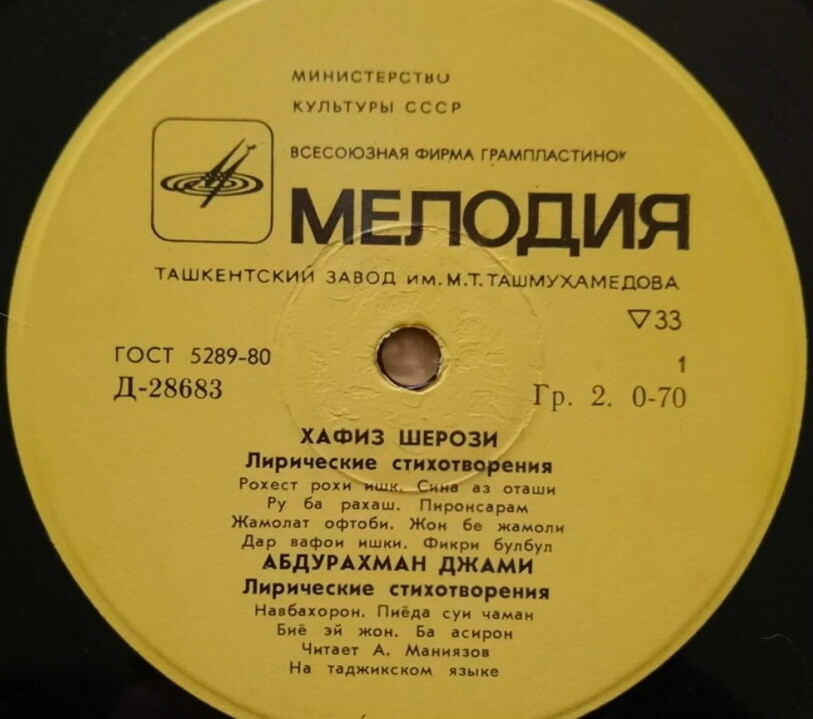 МИНИСТЕРСТВО
КУЛЬТУРЫ СССР
ВСЕСОЮЗНАЯ ФИРМА ГРАМПЛАСТИНОК
МЕЛОДИЯ
ТАШКЕНТСКИЙ ЗАВОД ИМ. М.Т. ТАШМУХАМЕДОВА
▽33
ГОСТ 5289-80
1
Д-28683
Гр. 2. 0-70
ХАФИЗ ШЕРОЗИ
Лирические стихотворения
Рохест рохи ишк. Сина аз оташи
Ру ба рахаш. Пиронсарам
Жамолат офтоби. Жон бе жамоли
Дар вафои ишки. Фикри булбул
АБДУРАХМАН ДЖАМИ
Лирические стихотворения
Навбахорон. Пиёда суи чаман
Биё эй жон. Ба асирон
Читает А. Маниязов
На таджикском языке